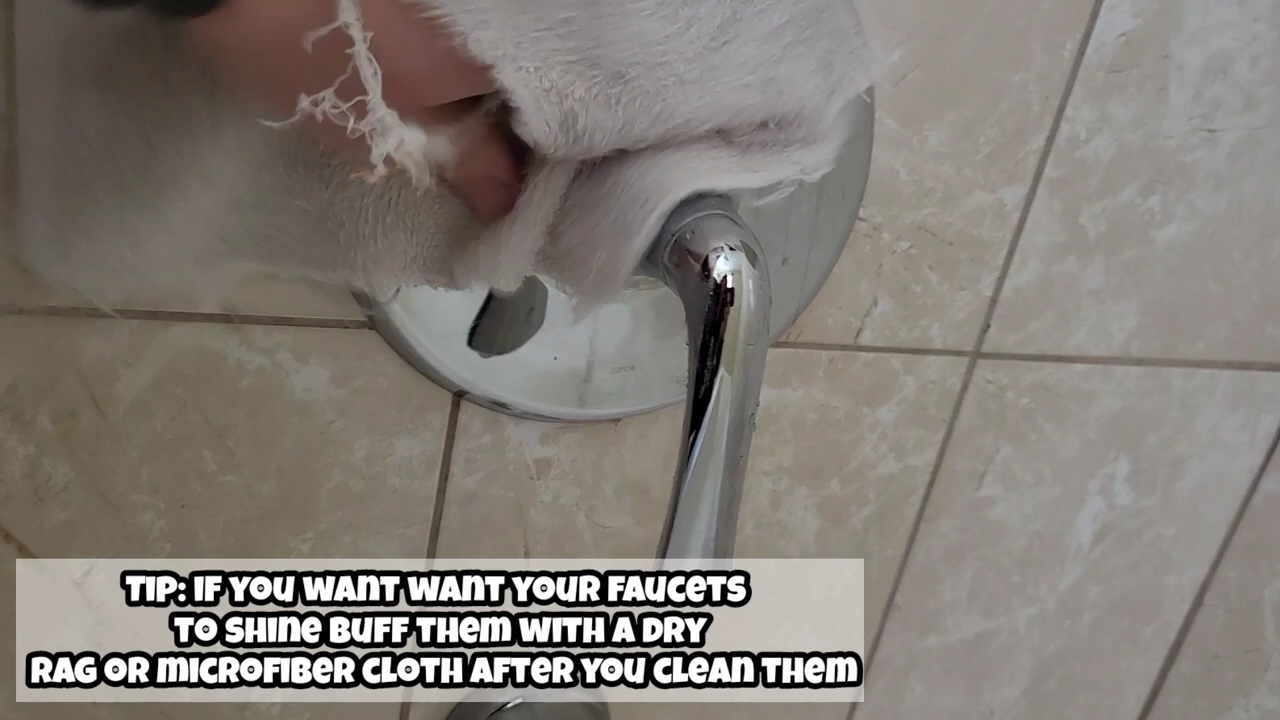 TIP: IF YOU WANT WANT YOUR FAUCETS
TO SHINE BUFF THEM WITH A DRY
RAG OR MICROFIBER CLOTH AFTER YOU CLEAN THEM